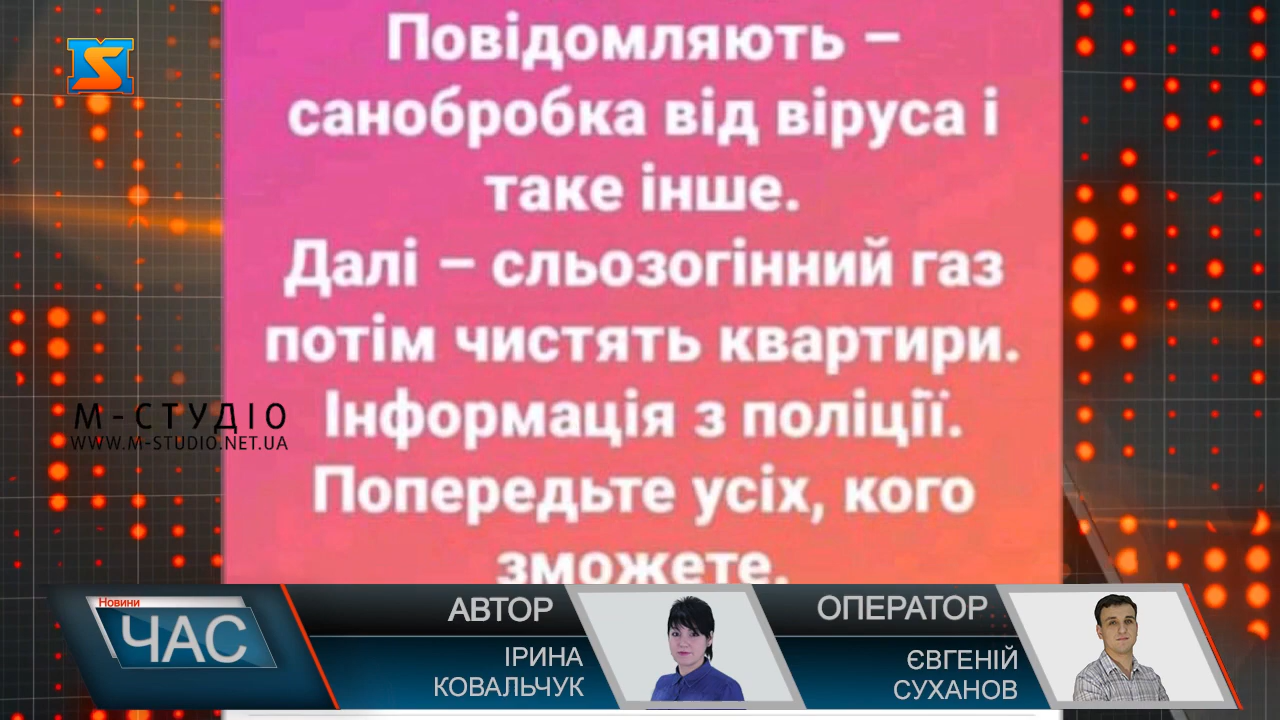 Повідомляють –
санобробка від віруса і
таке інше.
Далі – сльозогінний газ
потім чистять квартири.
Інформація з поліції.
Попередьте усіх, кого
зможете.
М-СТУДІО
WWW.M-STUDIO.NET.UA
Новини
ЧАС
АВТОР
ІРИНА
КОВАЛЬЧУК
ОПЕРАТОР
ЄВГЕНІЙ
СУХАНОВ